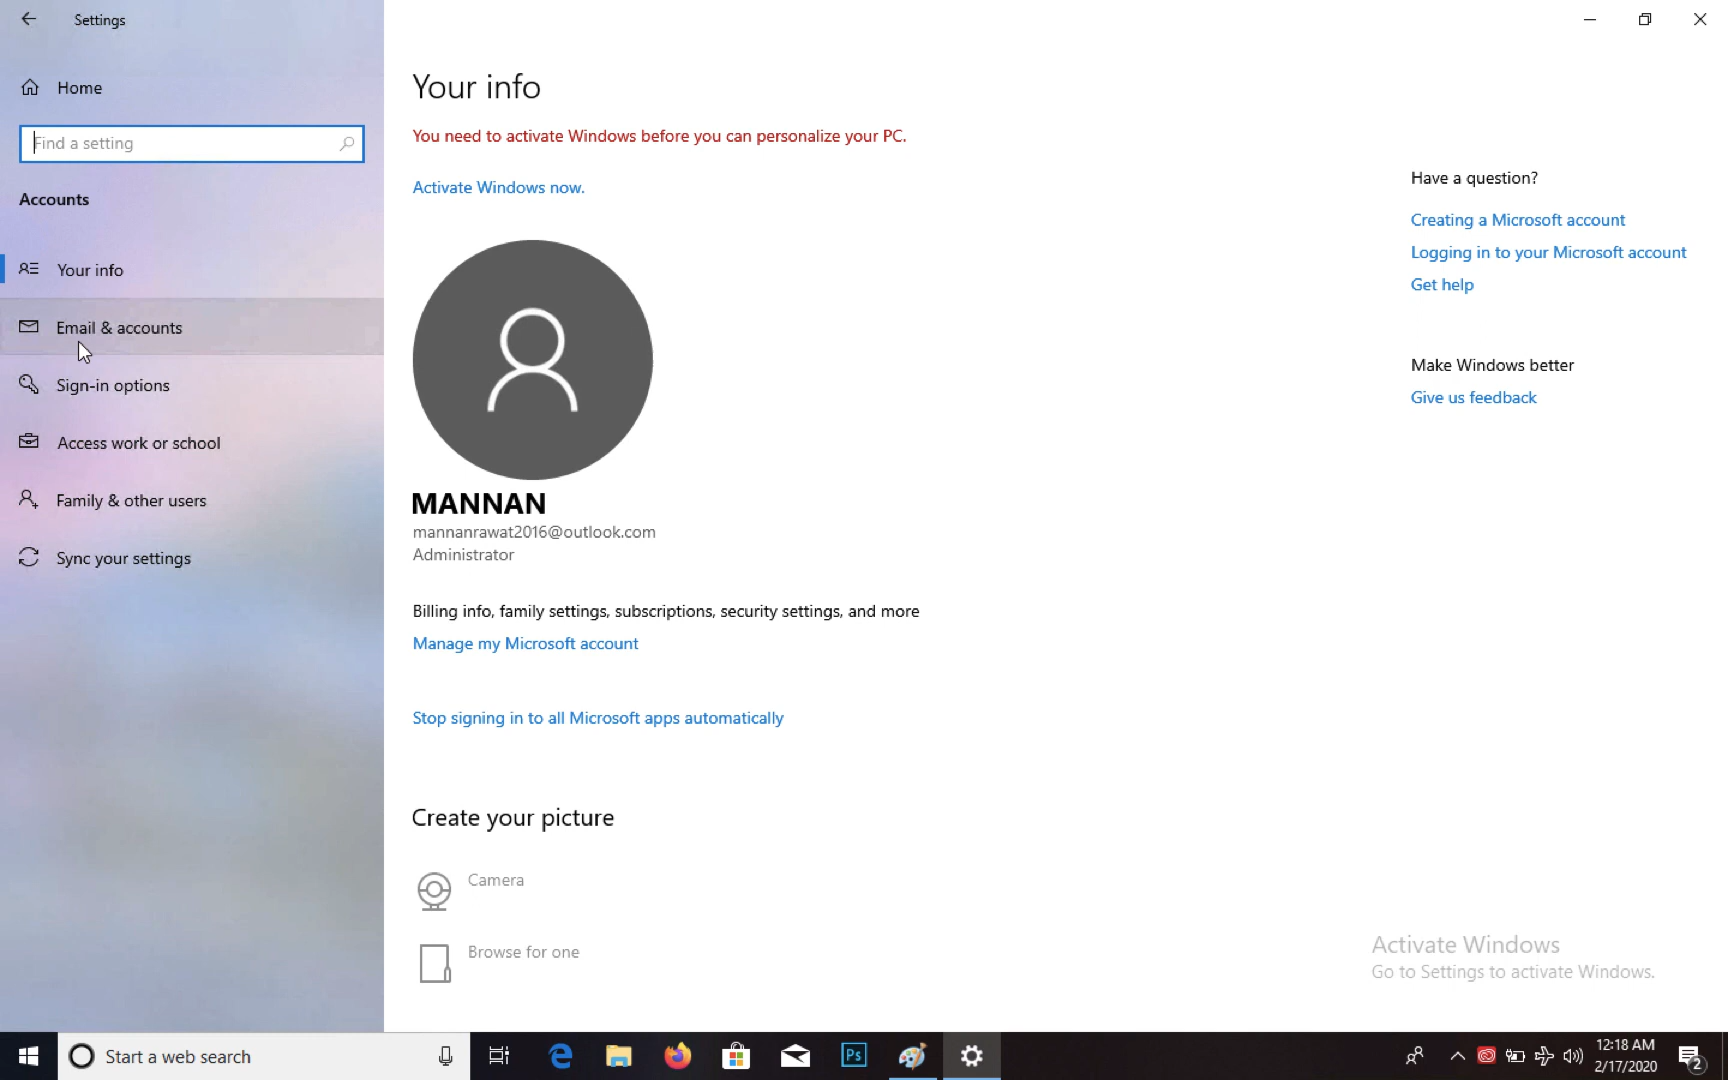 Settings
Home
Find a setting
Accounts
Your info
Email & accounts
Sign-in options
Access work or school
Family & other users
Sync your settings
Your info
You need to activate Windows before you can personalize your PC.
Activate Windows now.
MANNAN
mannanrawat2016@outlook.com
Administrator
Billing info, family settings, subscriptions, security settings, and more
Manage my Microsoft account
Stop signing in to all Microsoft apps automatically
Create your picture
Camera
Browse for one
Have a question?
Creating a Microsoft account
Logging in to your Microsoft account
Get help
Make Windows better
Give us feedback
Activate Windows
Go to Settings to activate Windows.
Start a web search
Ps
12:18 AM
2/17/2020
2